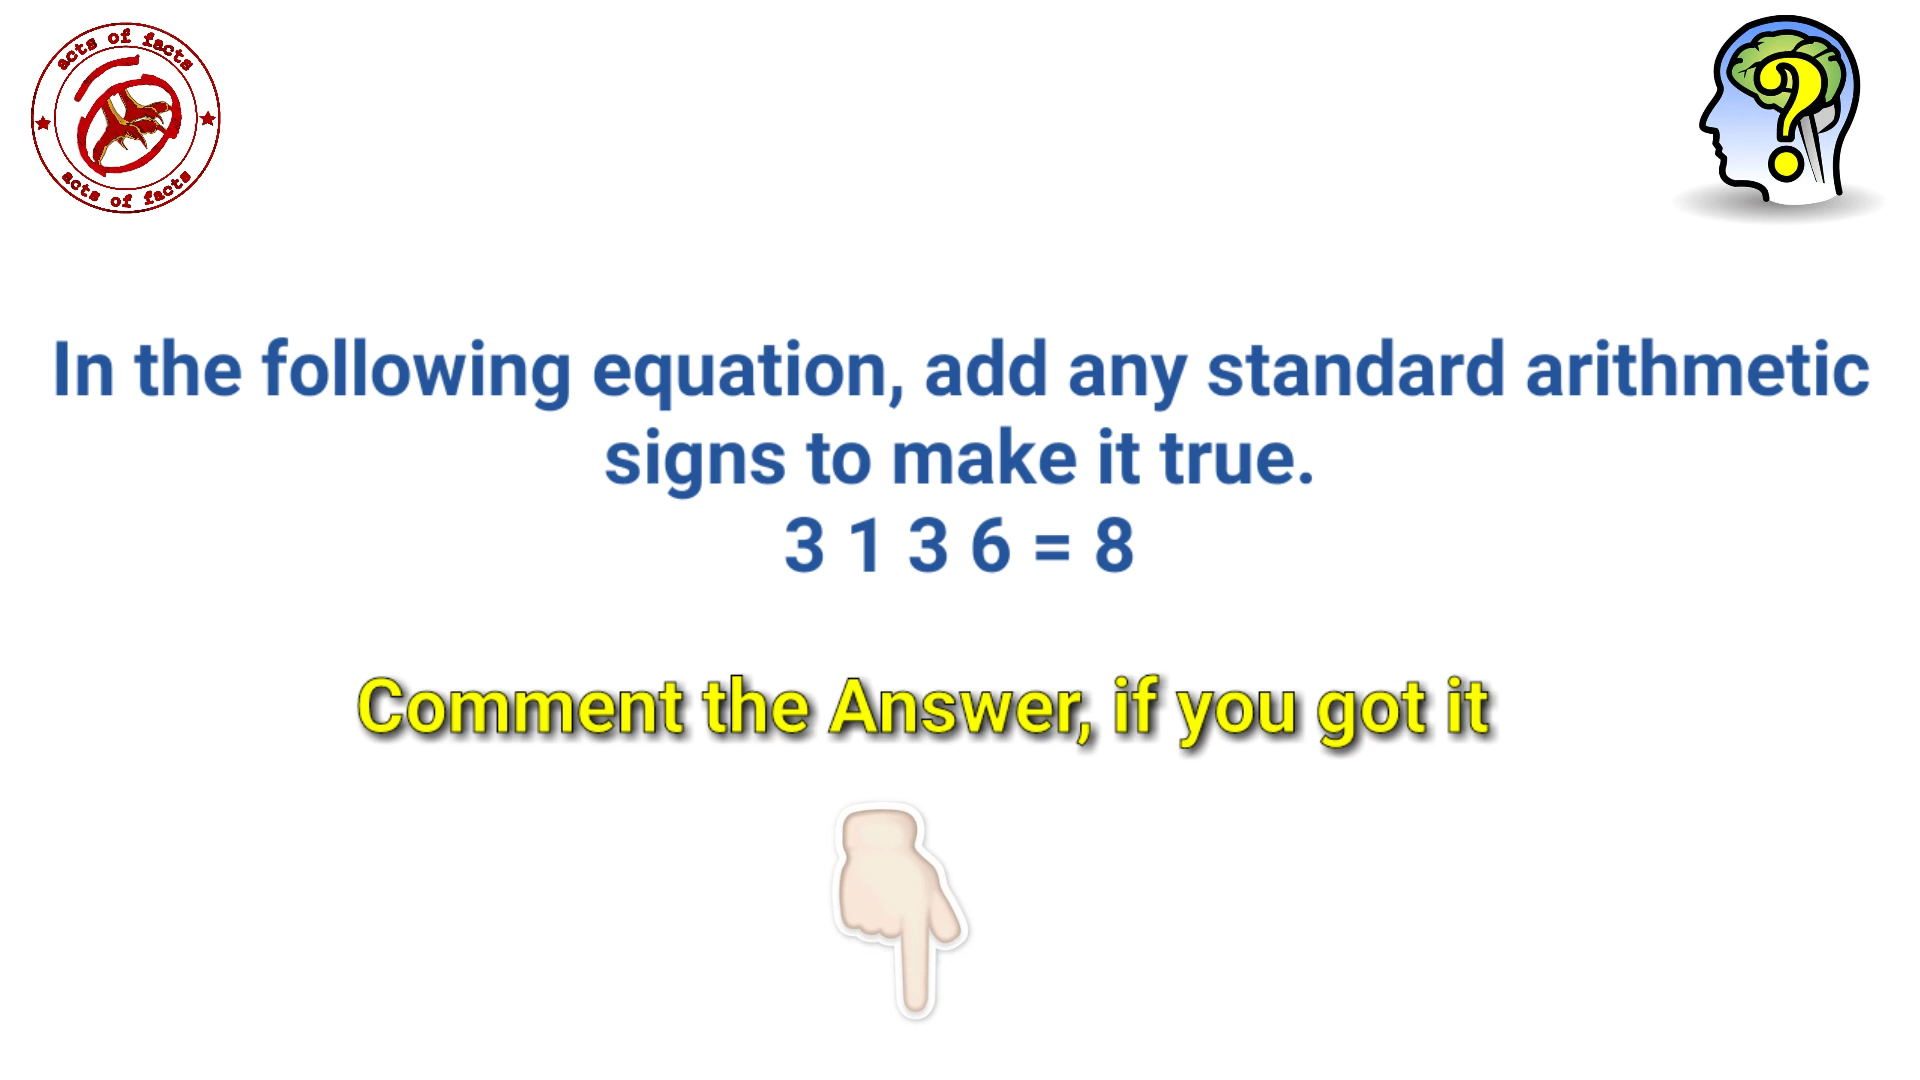 acts of facts
acts of facts
In the following equation, add any standard arithmetic
signs to make it true.
3 1 3 6 = 8
Comment the Answer, if you got it